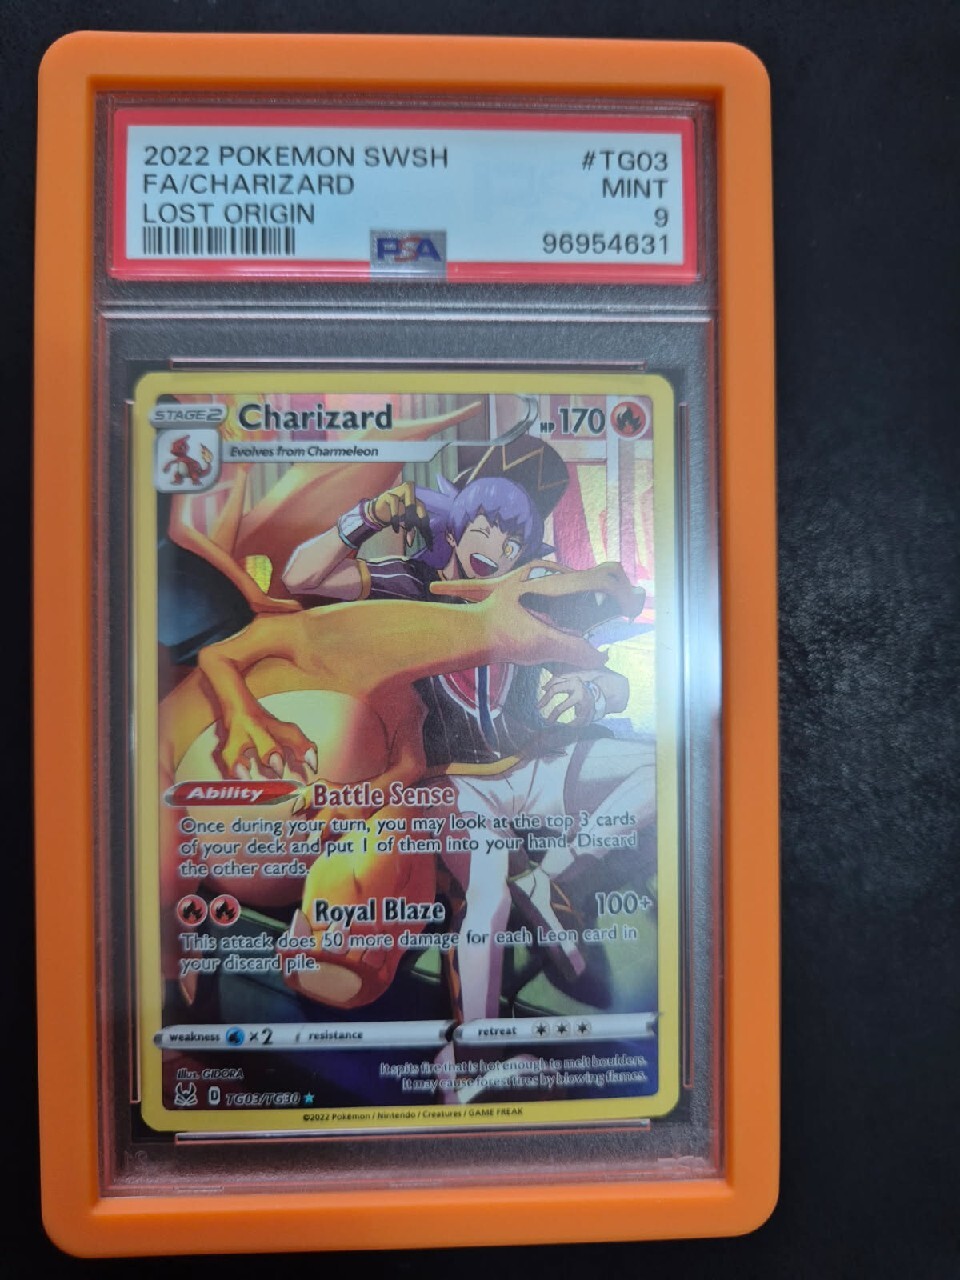 2022 POKEMON SWSH #TG03
FA/CHARIZARD MINT
LOST ORIGIN 9
PSA 96954631
STAGE 2 Charizard HP 170
Evolves from Charmeleon
Ability Battle Sense
Once during your turn, you may look at the top 3 cards
of your deck and put 1 of them into your hand. Discard
the other cards.
Royal Blaze 100+
This attack does 50 more damage for each Leon card in
your discard pile.
weakness ×2 resistance retreat
Illus. GIDORA
It spits fire that is hot enough to melt boulders.
It may cause forest fires by blowing flames.
D TG03/TG30
©2022 Pokémon / Nintendo / Creatures / GAME FREAK